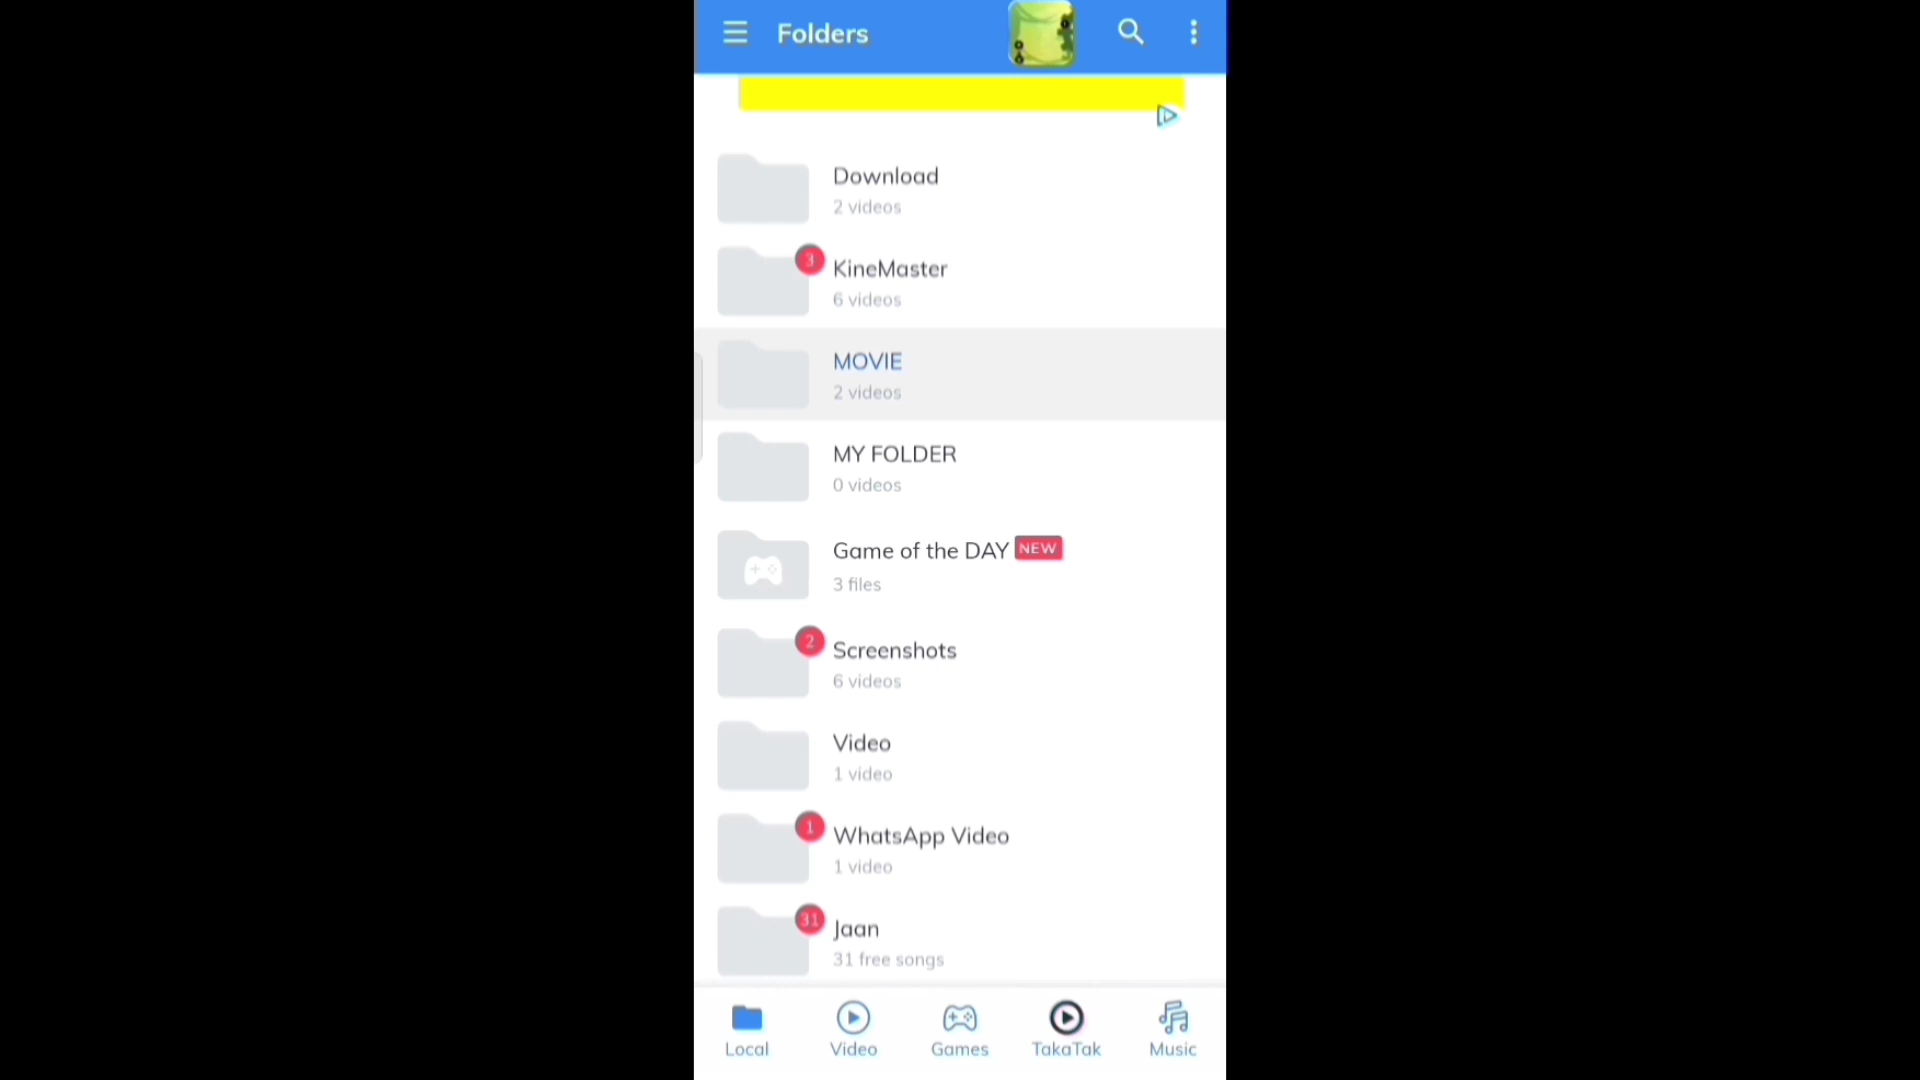 Folders
Download
2 videos
3
KineMaster
6 videos
MOVIE
2 videos
MY FOLDER
0 videos
Game of the DAY NEW
3 files
2
Screenshots
6 videos
Video
1 video
1
WhatsApp Video
1 video
31
Jaan
31 free songs
Local Video Games TakaTak Music